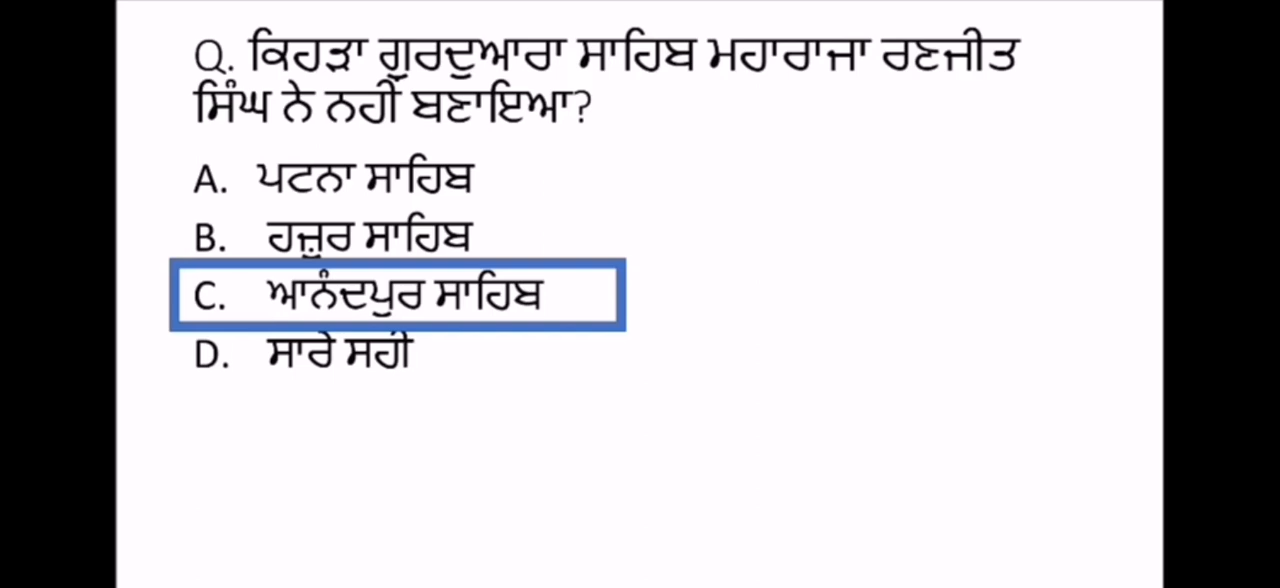 Q. ਕਿਹੜਾ ਗੁਰਦੁਆਰਾ ਸਾਹਿਬ ਮਹਾਰਾਜਾ ਰਣਜੀਤ
ਸਿੰਘ ਨੇ ਨਹੀਂ ਬਣਾਇਆ?
A. ਪਟਨਾ ਸਾਹਿਬ
B. ਹਜ਼ੂਰ ਸਾਹਿਬ
C. ਆਨੰਦਪੁਰ ਸਾਹਿਬ
D. ਸਾਰੇ ਸਹੀ